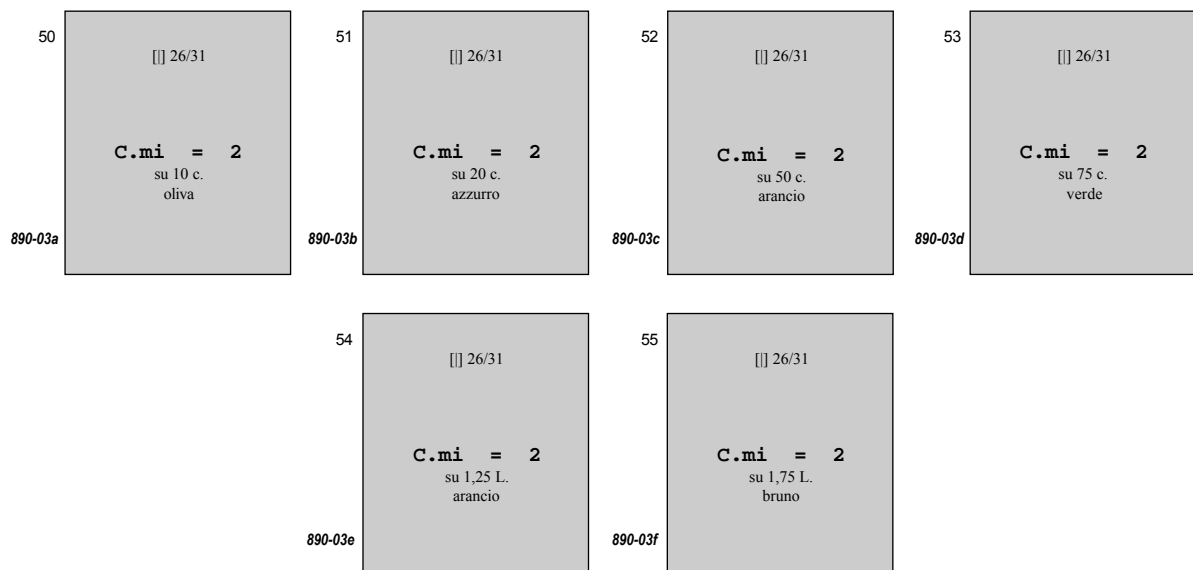 50
[|] 26/31
C.mi = 2
su 10 c.
oliva
890-03a
51
[|] 26/31
C.mi = 2
su 20 c.
azzurro
890-03b
52
[|] 26/31
C.mi = 2
su 50 c.
arancio
890-03c
53
[|] 26/31
C.mi = 2
su 75 c.
verde
890-03d
54
[|] 26/31
C.mi = 2
su 1,25 L.
arancio
890-03e
55
[|] 26/31
C.mi = 2
su 1,75 L.
bruno
890-03f